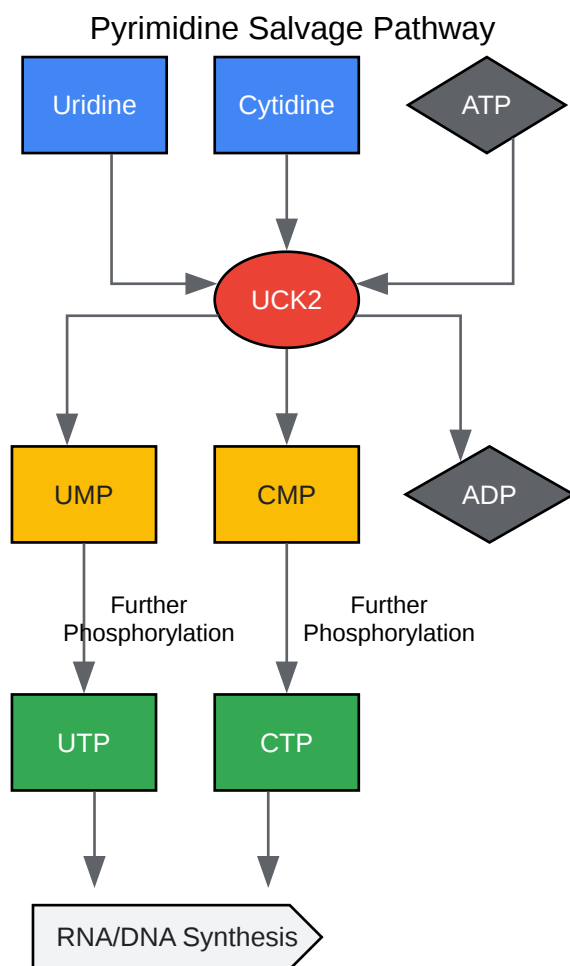 Pyrimidine Salvage Pathway
Uridine
Cytidine
ATP
UCK2
UMP
CMP
ADP
Further
Phosphorylation
Further
Phosphorylation
UTP
CTP
RNA/DNA Synthesis